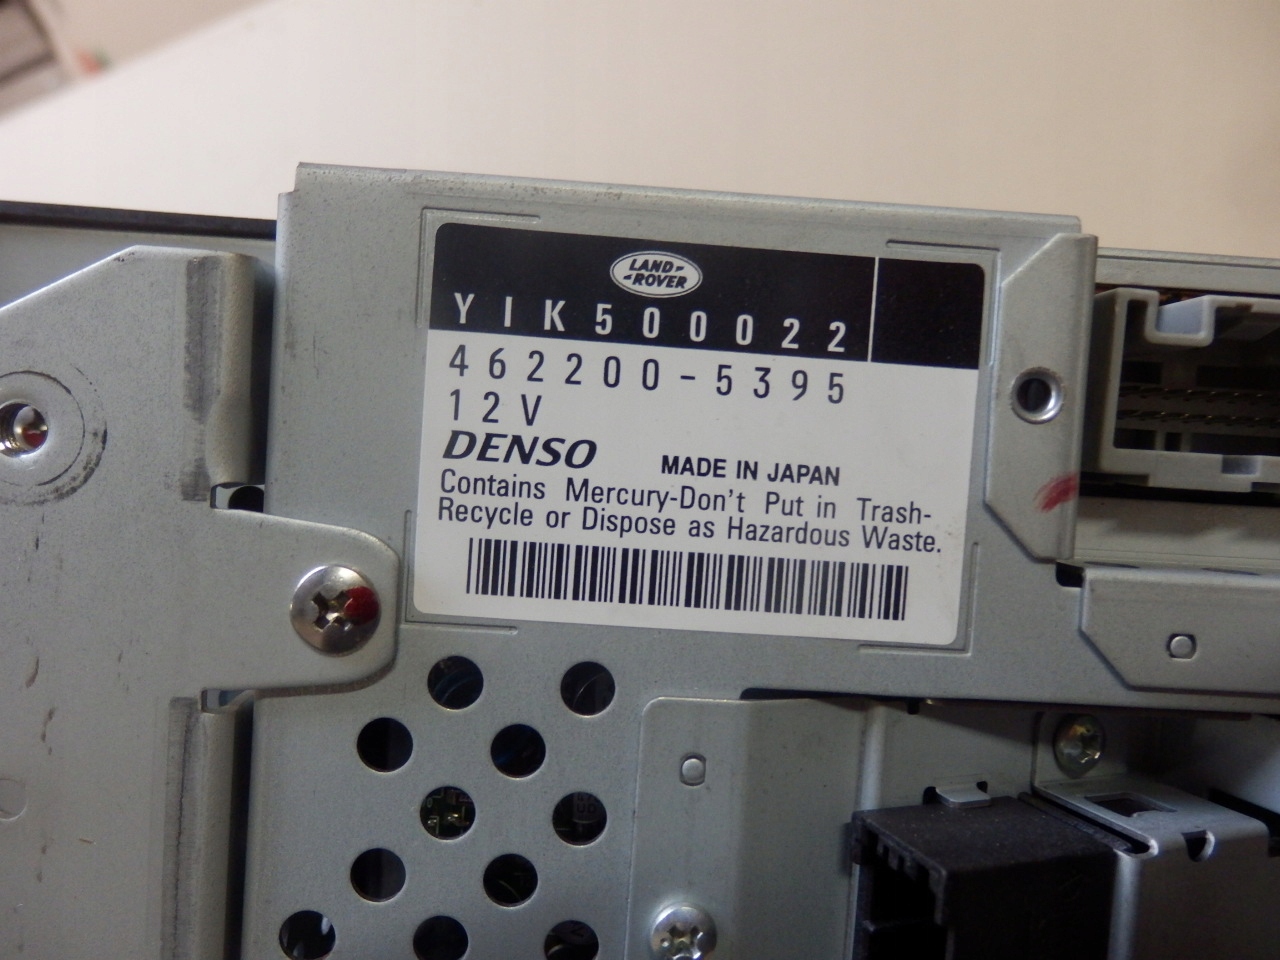 LAND-
-ROVER
YIK500022
462200-5395
12V
DENSO
MADE IN JAPAN
Contains Mercury-Don't Put in Trash-
Recycle or Dispose as Hazardous Waste.